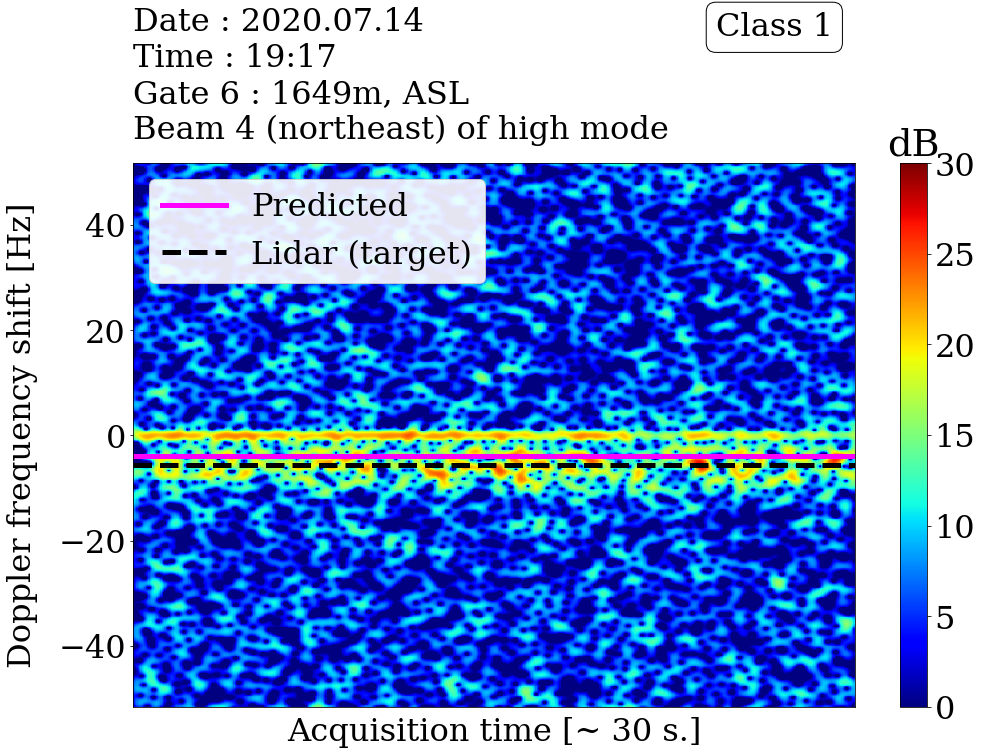 Date : 2020.07.14
Time : 19:17
Gate 6 : 1649m, ASL
Beam 4 (northeast) of high mode
Class 1
dB
Predicted
Lidar (target)
Doppler frequency shift [Hz]
40
20
0
−20
−40
30
25
20
15
10
5
0
Acquisition time [~ 30 s.]